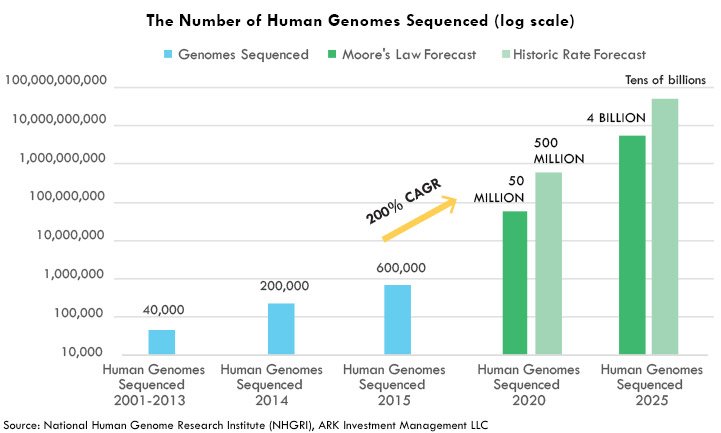 The Number of Human Genomes Sequenced (log scale)
Genomes Sequenced Moore's Law Forecast Historic Rate Forecast
100,000,000,000
10,000,000,000
1,000,000,000
100,000,000
10,000,000
1,000,000
100,000
10,000
40,000
200,000
600,000
200% CAGR
50
MILLION
500
MILLION
4 BILLION
Tens of billions
Human Genomes
Sequenced
2001-2013
Human Genomes
Sequenced
2014
Human Genomes
Sequenced
2015
Human Genomes
Sequenced
2020
Human Genomes
Sequenced
2025
Source: National Human Genome Research Institute (NHGRI), ARK Investment Management LLC